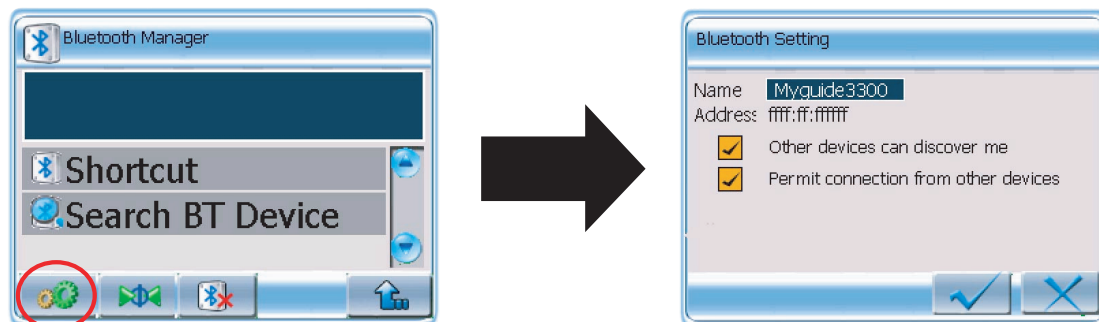 Bluetooth Manager
Shortcut
Search BT Device
Bluetooth Setting
Name Myguide3300
Address ffff:ff:ffffff
Other devices can discover me
Permit connection from other devices